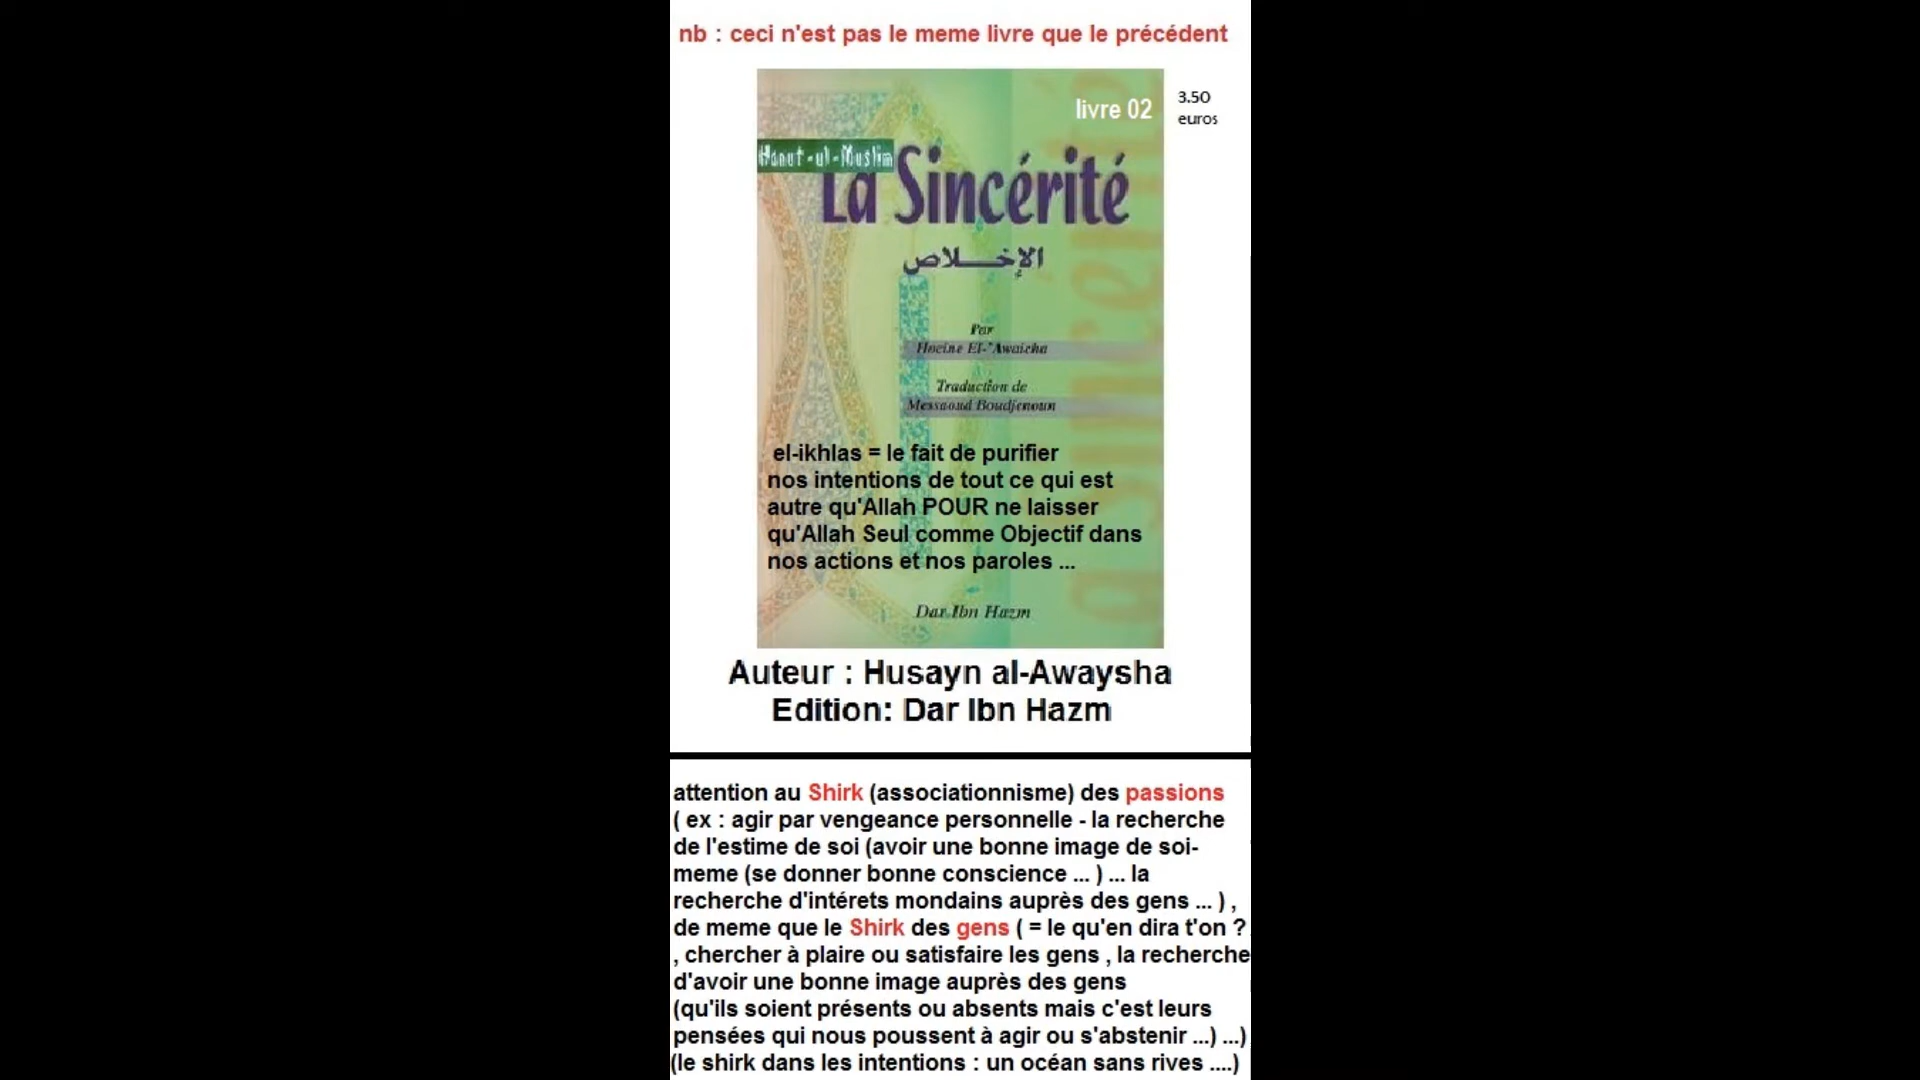 nb : ceci n'est pas le meme livre que le précédent
livre 02
3.50
euros
Hanut-ul-Muslim
La Sincérité
الإخلاص
Par
Hocine El-'Awaicha
Traduction de
Messaoud Boudjenoun
el-ikhlas = le fait de purifier
nos intentions de tout ce qui est
autre qu'Allah POUR ne laisser
qu'Allah Seul comme Objectif dans
nos actions et nos paroles ...
Dar Ibn Hazm
Auteur : Husayn al-Awaysha
Edition: Dar Ibn Hazm
attention au Shirk (associationnisme) des passions
( ex : agir par vengeance personnelle - la recherche
de l'estime de soi (avoir une bonne image de soi-
meme (se donner bonne conscience ... ) ... la
recherche d'intérets mondains auprès des gens ... ) ,
de meme que le Shirk des gens ( = le qu'en dira t'on ?
, chercher à plaire ou satisfaire les gens , la recherche
d'avoir une bonne image auprès des gens
(qu'ils soient présents ou absents mais c'est leurs
pensées qui nous poussent à agir ou s'abstenir ...) ...)
(le shirk dans les intentions : un océan sans rives ....)